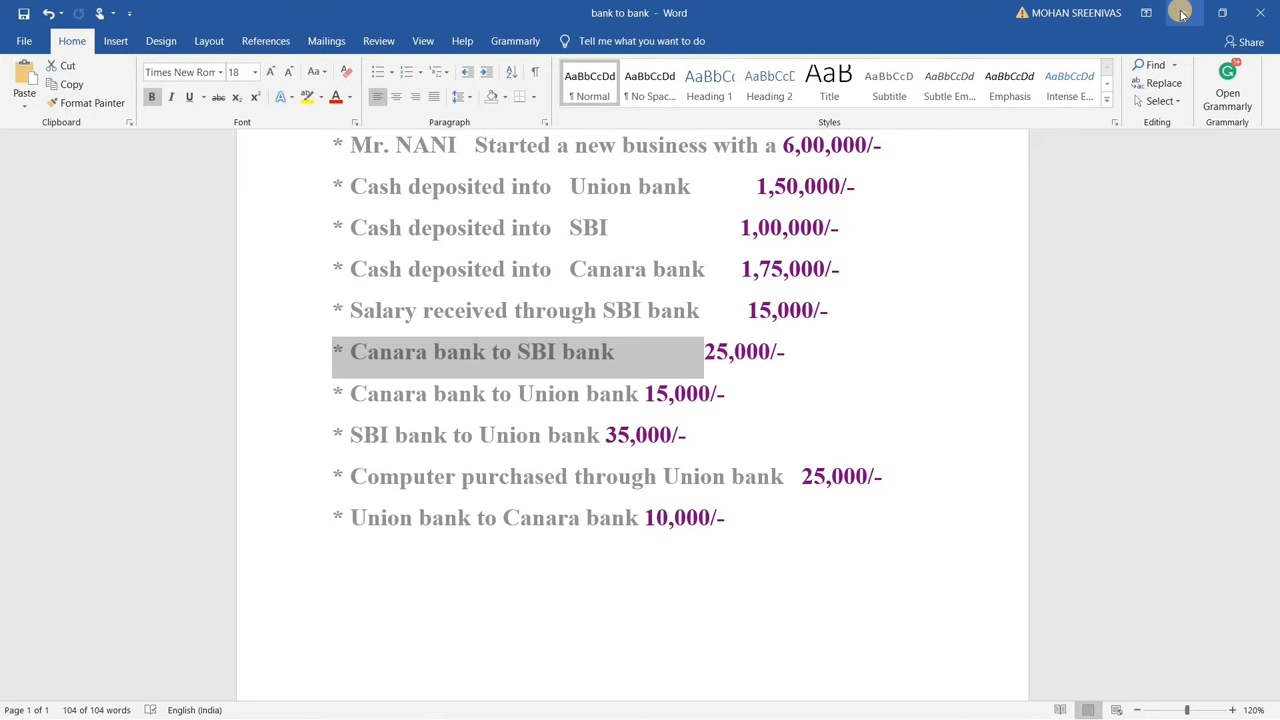 bank to bank - Word
MOHAN SREENIVAS
File Home Insert Design Layout References Mailings Review View Help Grammarly Tell me what you want to do Share
Paste
Cut
Copy
Format Painter
Clipboard
Times New Rom 18
Font
Paragraph
AaBbCcDd AaBbCcDd AaBbC( AaBbCcD AaB AaBbCcDd AaBbCcDd AaBbCcDd AaBbCcDd
¶ Normal ¶ No Spac... Heading 1 Heading 2 Title Subtitle Subtle Em... Emphasis Intense E...
Styles
Find
Replace
Select
Editing
Open Grammarly
Grammarly
* Mr. NANI Started a new business with a 6,00,000/-
* Cash deposited into Union bank 1,50,000/-
* Cash deposited into SBI 1,00,000/-
* Cash deposited into Canara bank 1,75,000/-
* Salary received through SBI bank 15,000/-
* Canara bank to SBI bank 25,000/-
* Canara bank to Union bank 15,000/-
* SBI bank to Union bank 35,000/-
* Computer purchased through Union bank 25,000/-
* Union bank to Canara bank 10,000/-
Page 1 of 1 104 of 104 words English (India) 120%